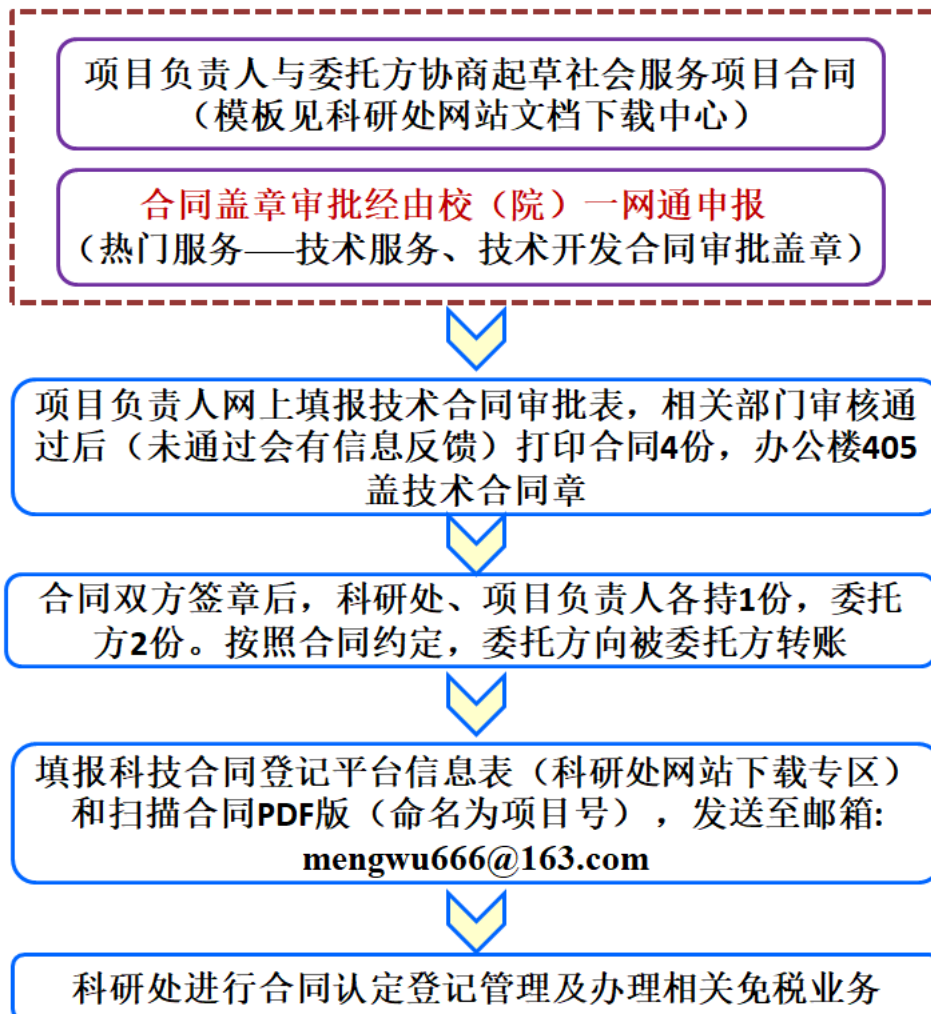 项目负责人与委托方协商起草社会服务项目合同
（模板见科研处网站文档下载中心）
合同盖章审批经由校（院）一网通申报
（热门服务——技术服务、技术开发合同审批盖章）
项目负责人网上填报技术合同审批表，相关部门审核通
过后（未通过会有信息反馈）打印合同4份，办公楼405
盖技术合同章
合同双方签章后，科研处、项目负责人各持1份，委托
方2份。按照合同约定，委托方向被委托方转账
填报科技合同登记平台信息表（科研处网站下载专区）
和扫描合同PDF版（命名为项目号），发送至邮箱:
mengwu666@163.com
科研处进行合同认定登记管理及办理相关免税业务